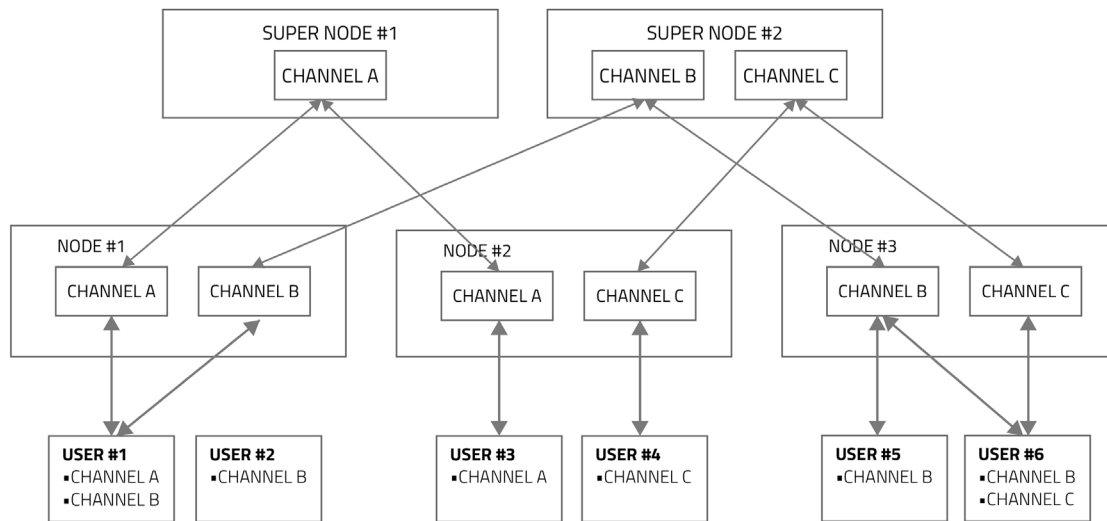 SUPER NODE #1
CHANNEL A
SUPER NODE #2
CHANNEL B
CHANNEL C
NODE #1
CHANNEL A
CHANNEL B
NODE #2
CHANNEL A
CHANNEL C
NODE #3
CHANNEL B
CHANNEL C
USER #1
▪CHANNEL A
▪CHANNEL B
USER #2
▪CHANNEL B
USER #3
▪CHANNEL A
USER #4
▪CHANNEL C
USER #5
▪CHANNEL B
USER #6
▪CHANNEL B
▪CHANNEL C